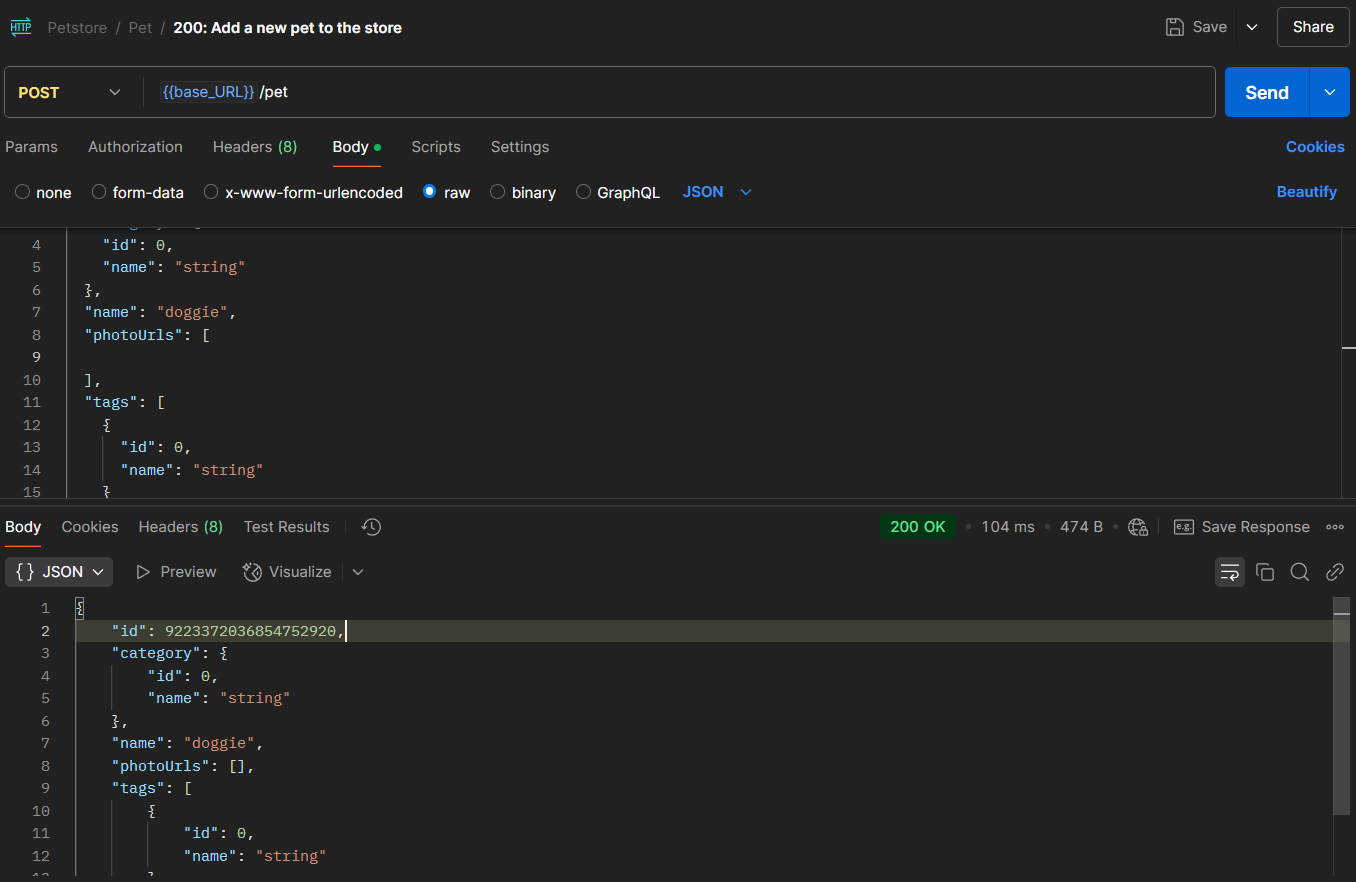 HTTP Petstore / Pet / 200: Add a new pet to the store Save Share
POST {{base_URL}} /pet Send
Params Authorization Headers (8) Body Scripts Settings Cookies
none form-data x-www-form-urlencoded raw binary GraphQL JSON Beautify
4 "id": 0,
5 "name": "string"
6 },
7 "name": "doggie",
8 "photoUrls": [
9
10 ],
11 "tags": [
12 {
13 "id": 0,
14 "name": "string"
15 }
Body Cookies Headers (8) Test Results 200 OK • 104 ms • 474 B • e.g. Save Response
{} JSON Preview Visualize
1 {
2 "id": 9223372036854752920,
3 "category": {
4 "id": 0,
5 "name": "string"
6 },
7 "name": "doggie",
8 "photoUrls": [],
9 "tags": [
10 {
11 "id": 0,
12 "name": "string"